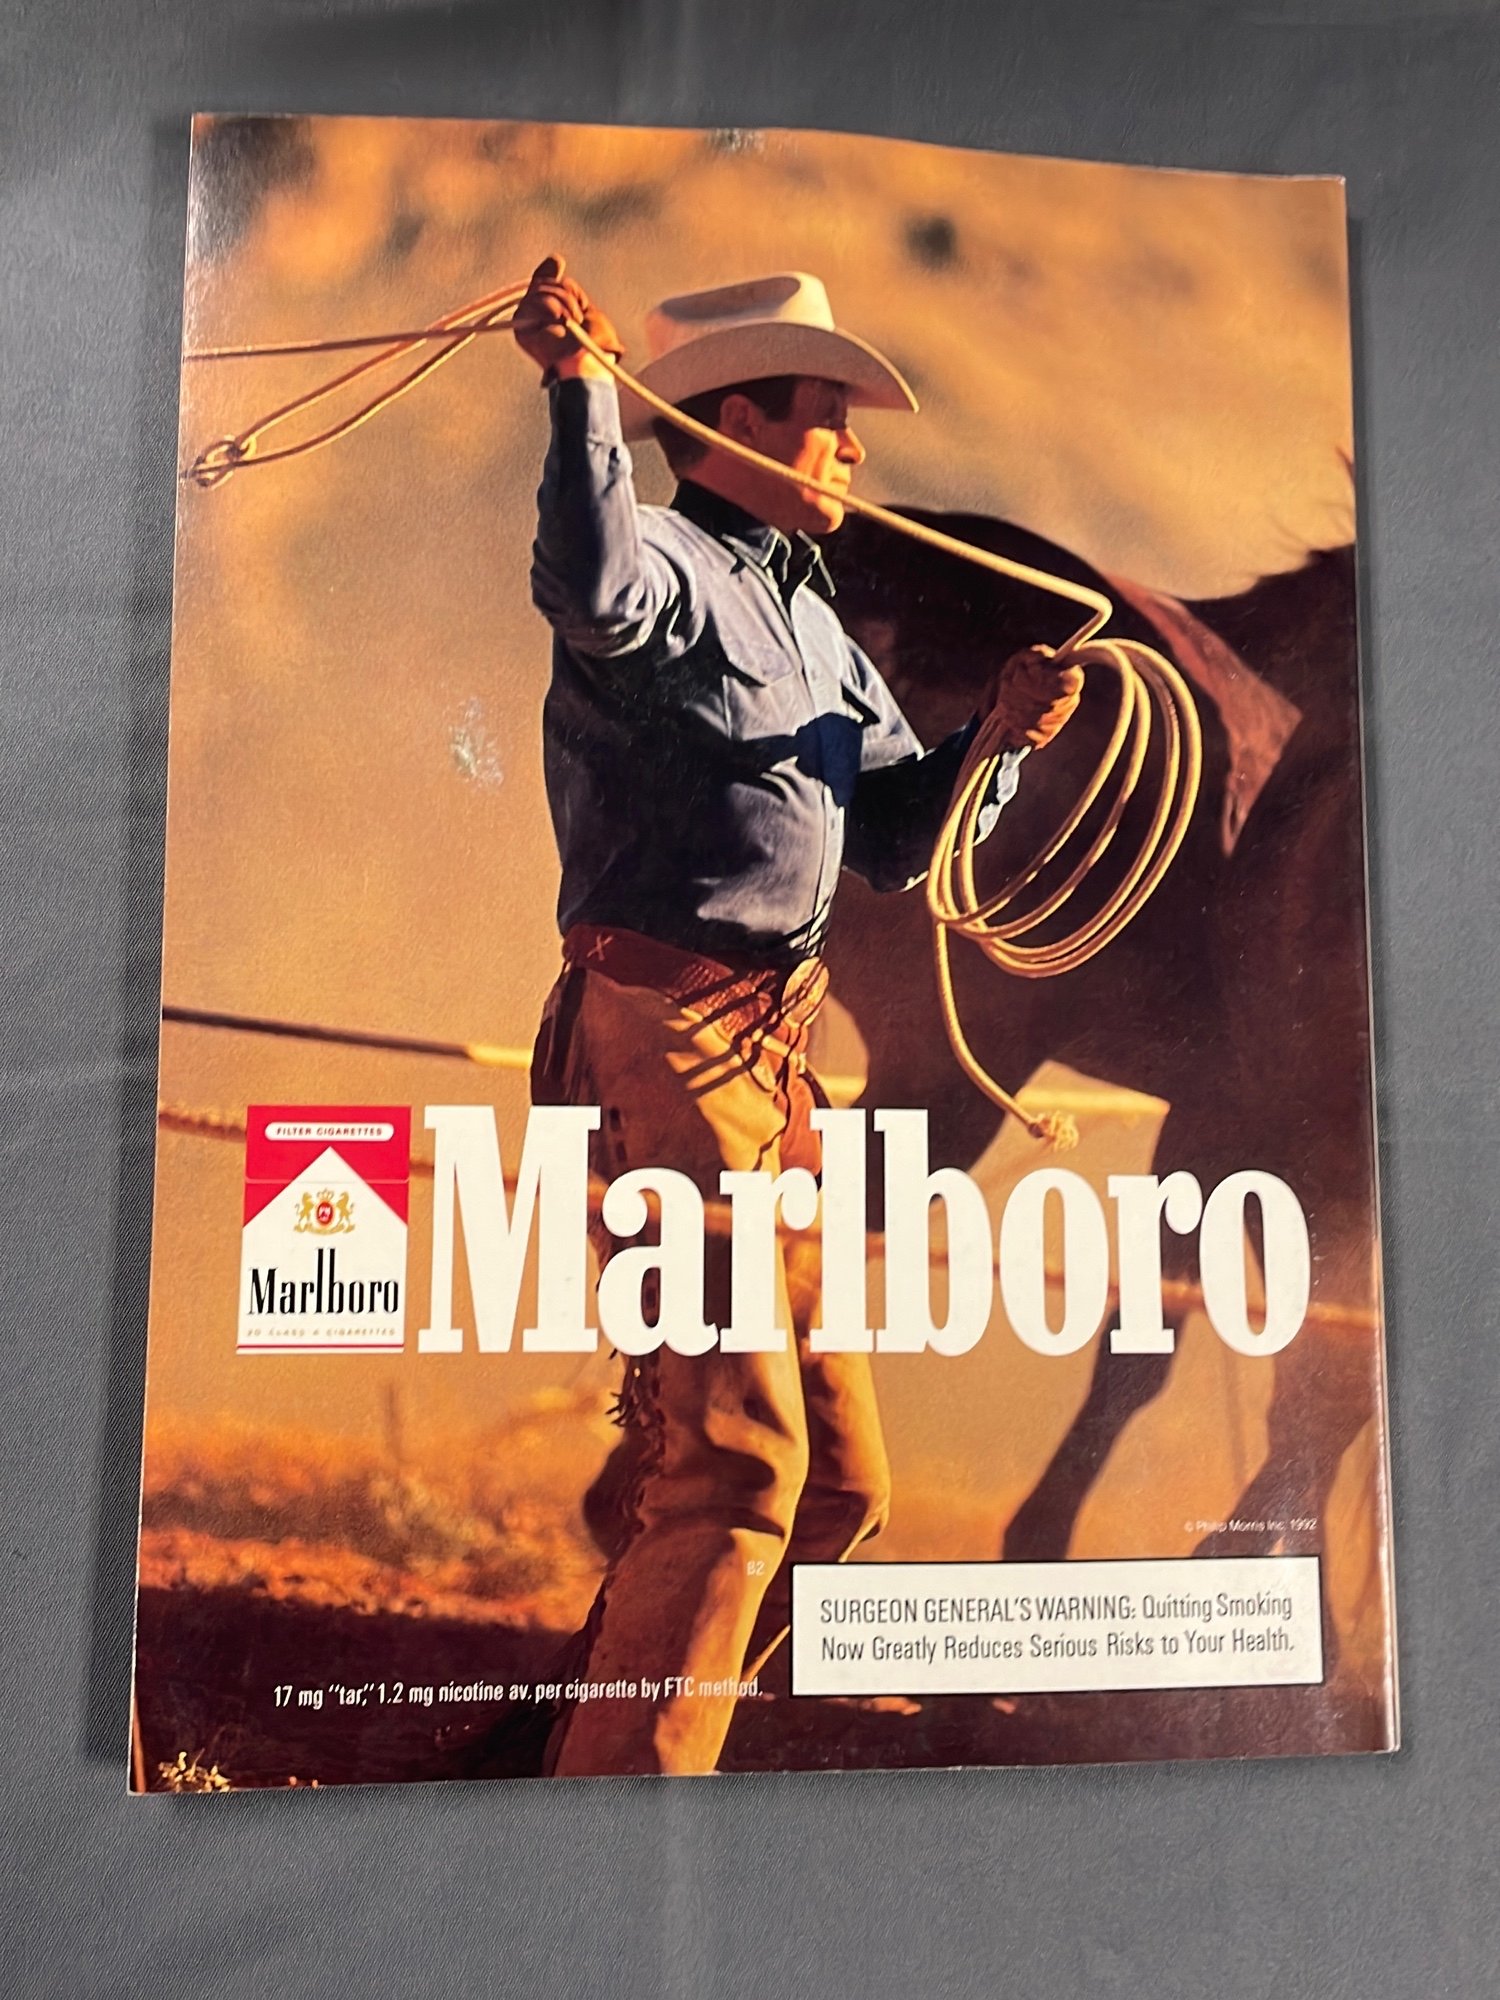 FILTER CIGARETTES
Marlboro
20 CLASS A CIGARETTES
Marlboro
© Philip Morris Inc. 1992
B2
SURGEON GENERAL'S WARNING: Quitting Smoking
Now Greatly Reduces Serious Risks to Your Health.
17 mg "tar," 1.2 mg nicotine av. per cigarette by FTC method.